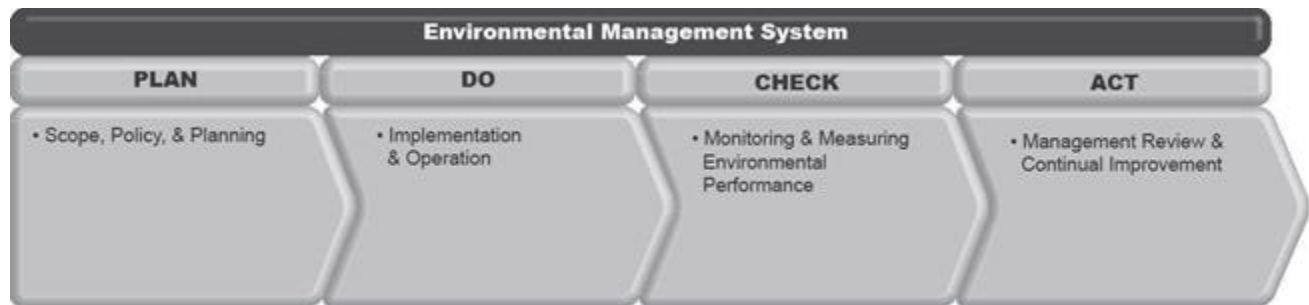 Environmental Management System
PLAN
DO
CHECK
ACT
• Scope, Policy, & Planning
• Implementation
& Operation
• Monitoring & Measuring
Environmental
Performance
• Management Review &
Continual Improvement